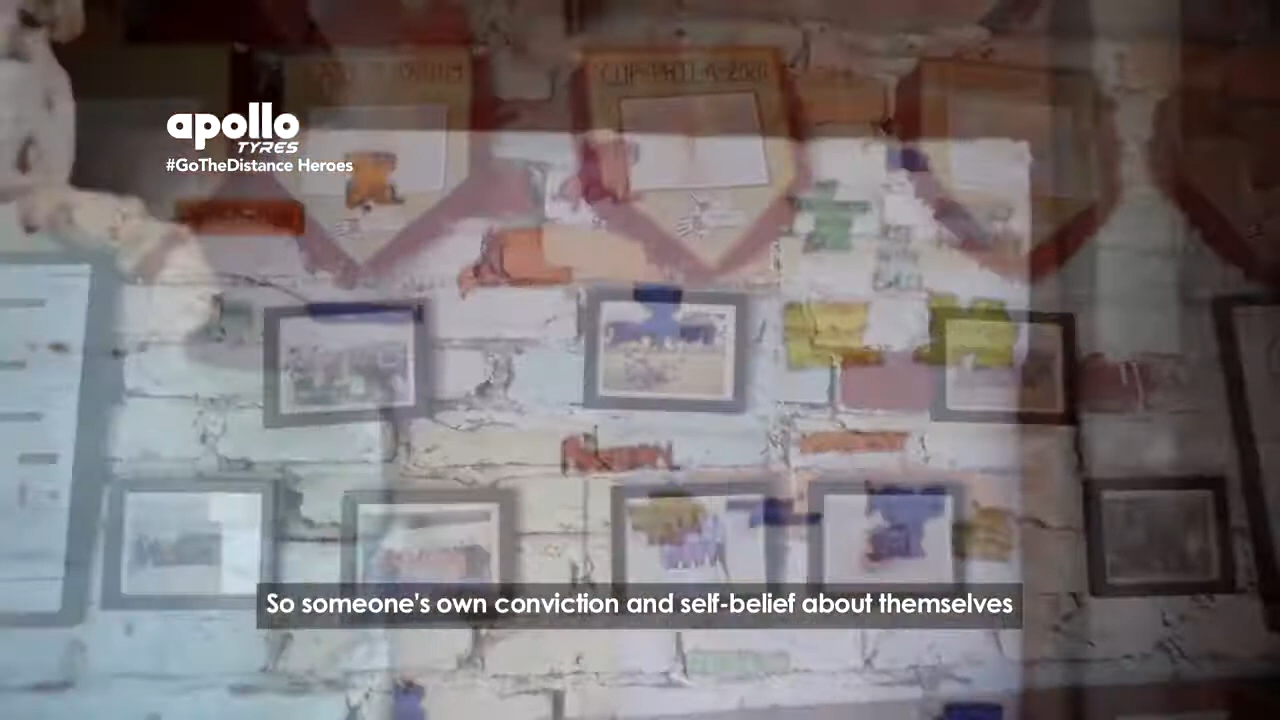 apollo
TYRES
#GoTheDistance Heroes
So someone's own conviction and self-belief about themselves